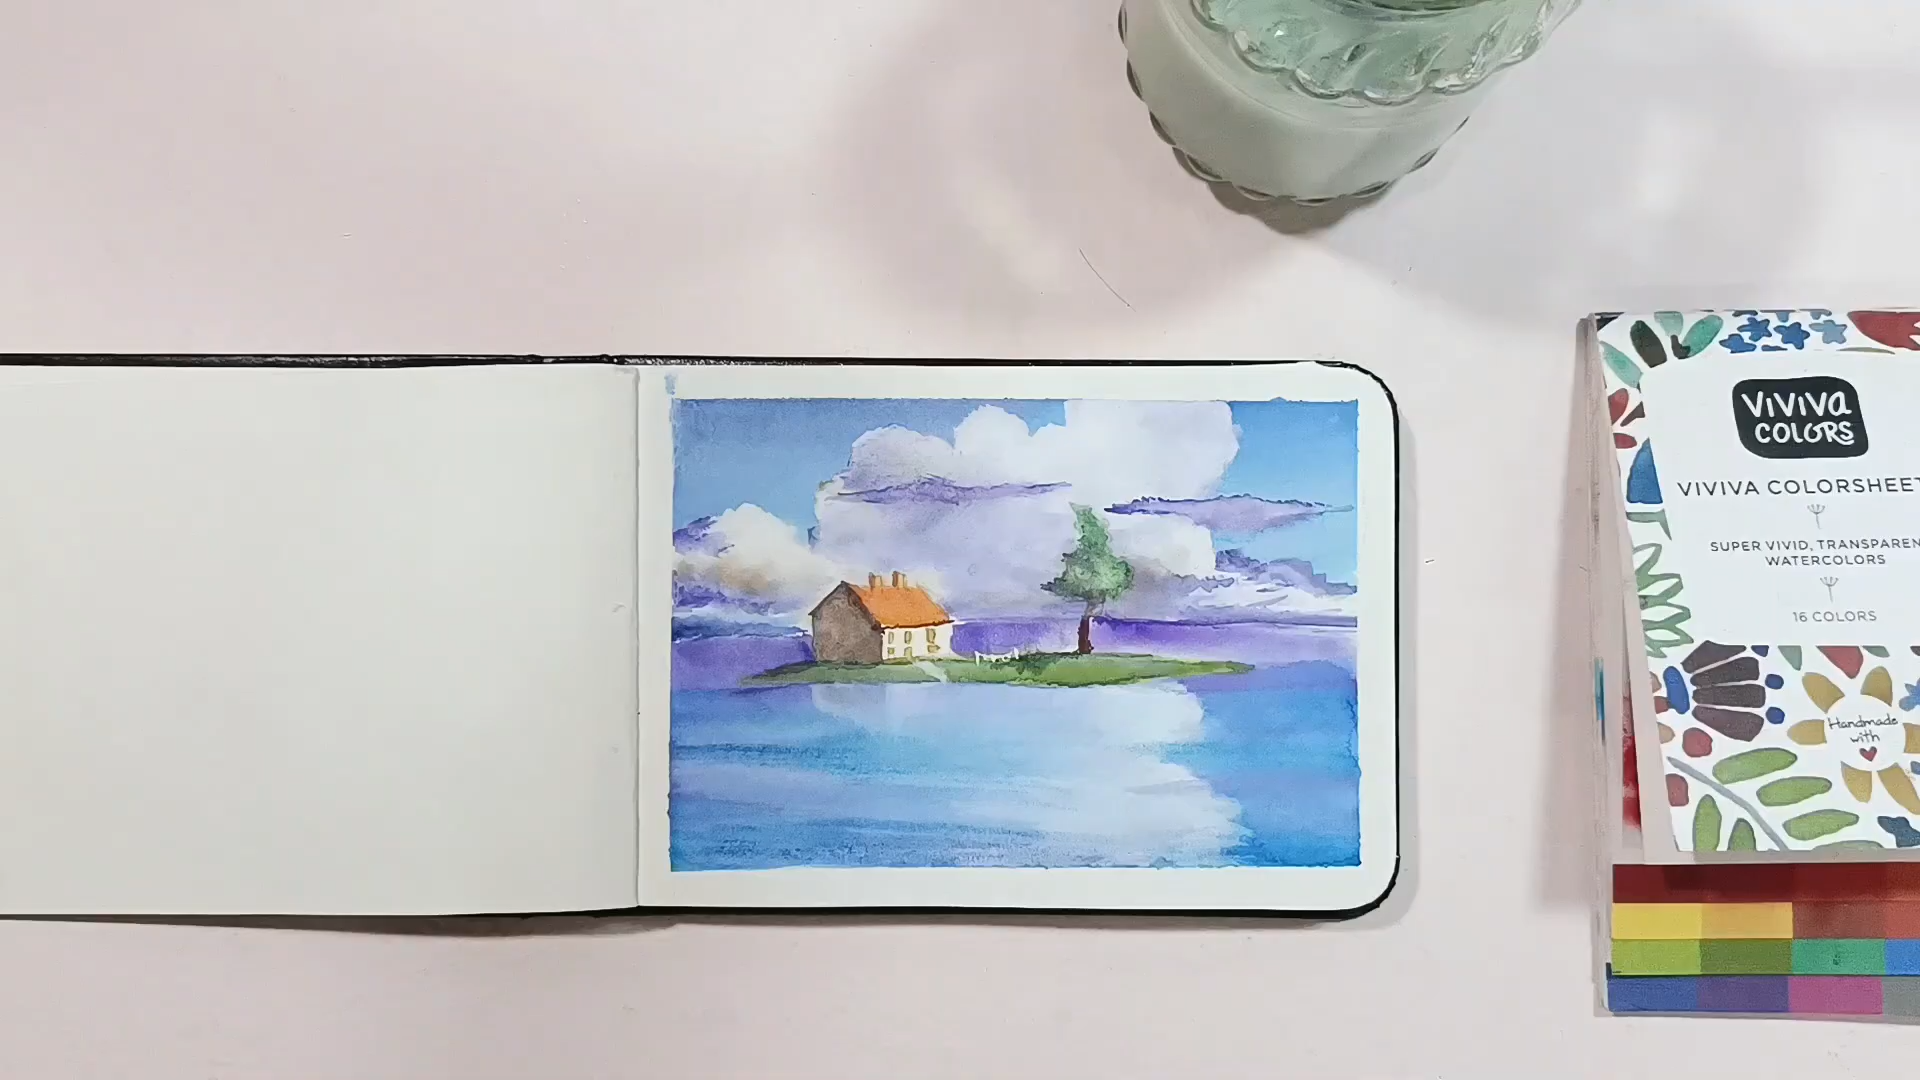 VIVIVA
COLORS
VIVIVA COLORSHEET
SUPER VIVID, TRANSPAREN
WATERCOLORS
16 COLORS
Handmade
with